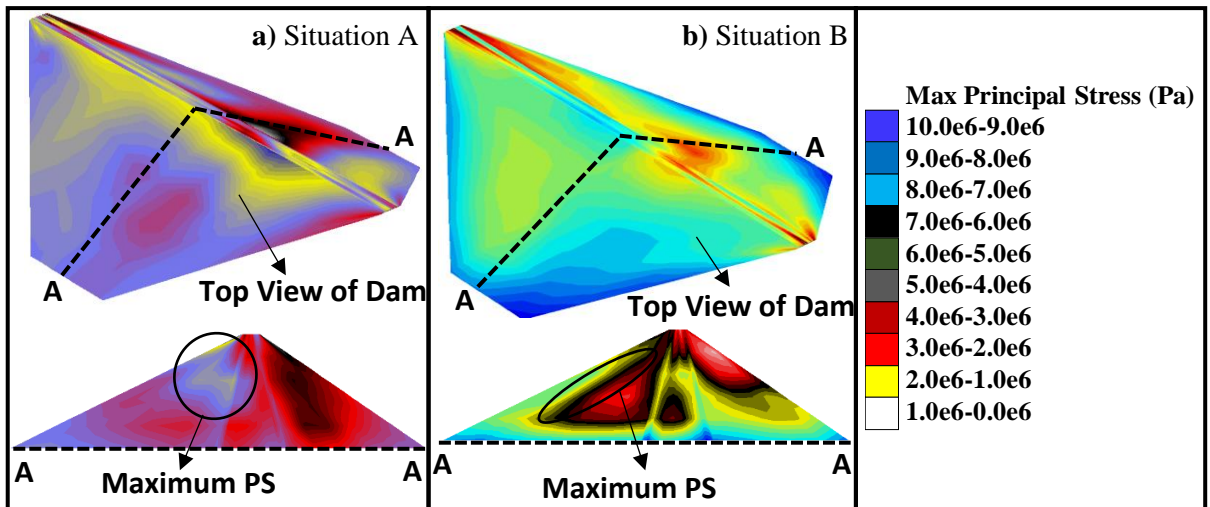 a) Situation A
A
A
Top View of Dam
A
A
Maximum PS
b) Situation B
A
A
Top View of Dam
A
A
Maximum PS
Max Principal Stress (Pa)
10.0e6-9.0e6
9.0e6-8.0e6
8.0e6-7.0e6
7.0e6-6.0e6
6.0e6-5.0e6
5.0e6-4.0e6
4.0e6-3.0e6
3.0e6-2.0e6
2.0e6-1.0e6
1.0e6-0.0e6